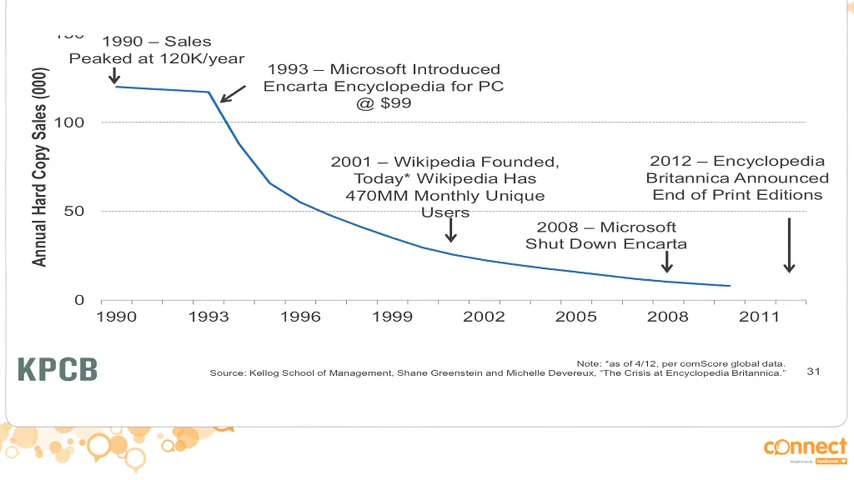 1990 – Sales
Peaked at 120K/year
1993 – Microsoft Introduced
Encarta Encyclopedia for PC
@ $99
Annual Hard Copy Sales (000)
100
2001 – Wikipedia Founded,
Today* Wikipedia Has
470MM Monthly Unique
Users
2012 – Encyclopedia
Britannica Announced
End of Print Editions
50
2008 – Microsoft
Shut Down Encarta
0
1990 1993 1996 1999 2002 2005 2008 2011
KPCB
Note: *as of 4/12, per comScore global data.
Source: Kellog School of Management, Shane Greenstein and Michelle Devereux, “The Crisis at Encyclopedia Britannica.”
31
connect